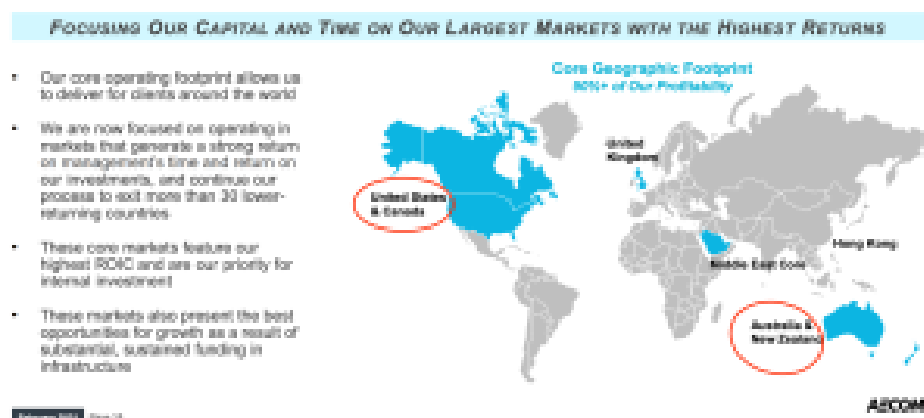 FOCUSING OUR CAPITAL AND TIME ON OUR LARGEST MARKETS WITH THE HIGHEST RETURNS
• Our core operating footprint allows us
to deliver for clients around the world
• We are now focused on operating in
markets that generate a strong return
on management's time and return on
our investments, and continue our
process to exit more than 30 lower-
returning countries
• These core markets feature our
highest ROIC and are our priority for
internal investment
• These markets also present the best
opportunities for growth as a result of
substantial, sustained funding in
infrastructure
Core Geographic Footprint
90%+ of Our Profitability
United
Kingdom
United States
& Canada
Hong Kong
Middle East Core
Australia &
New Zealand
AECOM
February
Page